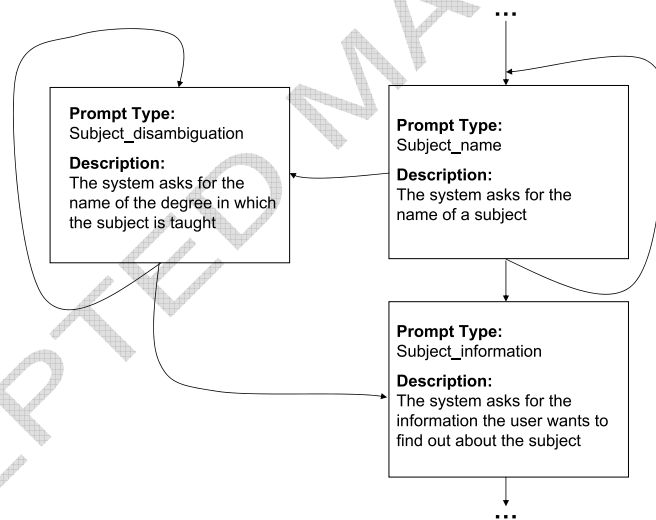 ...
Prompt Type:
Subject_disambiguation
Description:
The system asks for the
name of the degree in which
the subject is taught
Prompt Type:
Subject_name
Description:
The system asks for the
name of a subject
Prompt Type:
Subject_information
Description:
The system asks for the
information the user wants to
find out about the subject
...
PTED MA